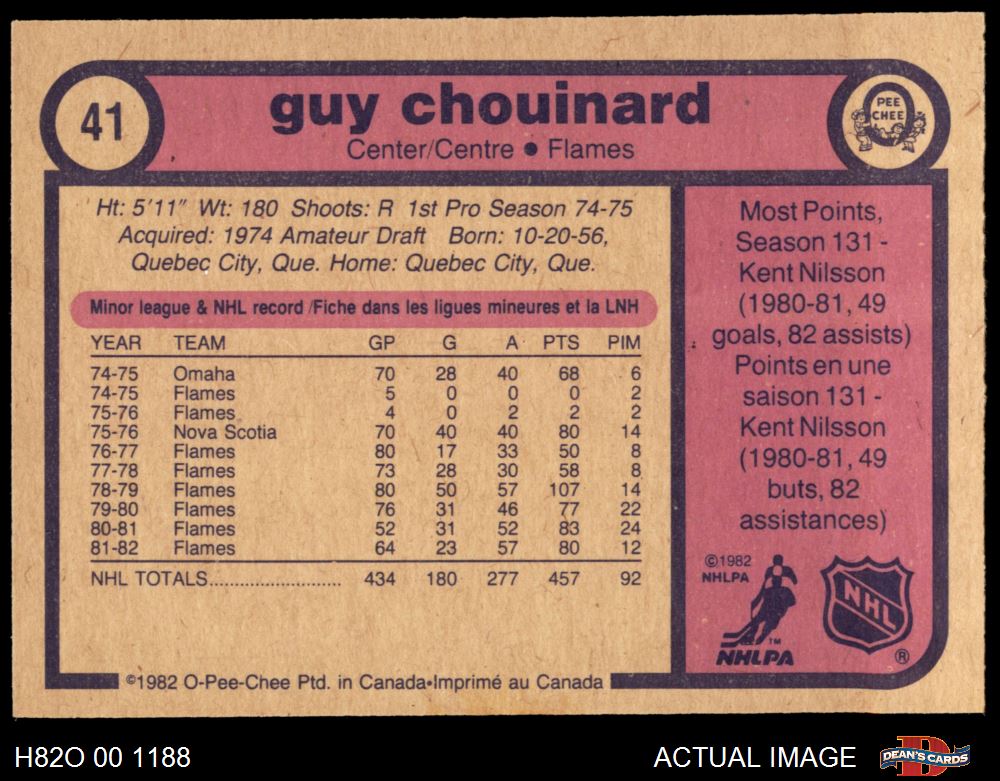 41
guy chouinard
Center/Centre ● Flames
PEE
CHEE
Ht: 5'11" Wt: 180 Shoots: R 1st Pro Season 74-75
Acquired: 1974 Amateur Draft Born: 10-20-56,
Quebec City, Que. Home: Quebec City, Que.
Minor league & NHL record /Fiche dans les ligues mineures et la LNH
YEAR TEAM GP G A PTS PIM
74-75 Omaha 70 28 40 68 6
74-75 Flames 5 0 0 0 2
75-76 Flames 4 0 2 2 2
75-76 Nova Scotia 70 40 40 80 14
76-77 Flames 80 17 33 50 8
77-78 Flames 73 28 30 58 8
78-79 Flames 80 50 57 107 14
79-80 Flames 76 31 46 77 22
80-81 Flames 52 31 52 83 24
81-82 Flames 64 23 57 80 12
NHL TOTALS........................ 434 180 277 457 92
Most Points,
Season 131 -
Kent Nilsson
(1980-81, 49
goals, 82 assists)
Points en une
saison 131 -
Kent Nilsson
(1980-81, 49
buts, 82
assistances)
©1982
NHLPA
TM
NHLPA
NHL
®
©1982 O-Pee-Chee Ptd. in Canada•Imprimé au Canada
H82O 00 1188
ACTUAL IMAGE
DEAN'S CARDS